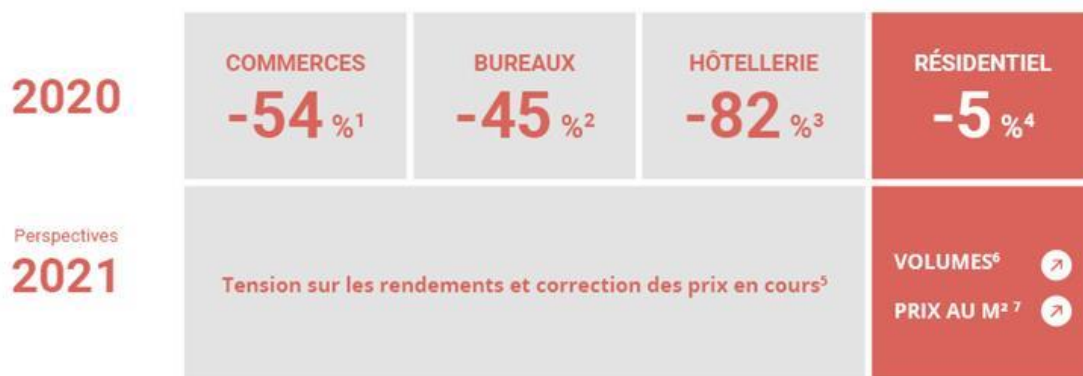 2020
COMMERCES
-54 %¹
BUREAUX
-45 %²
HÔTELLERIE
-82 %³
RÉSIDENTIEL
-5 %⁴
Perspectives
2021
Tension sur les rendements et correction des prix en cours⁵
VOLUMES⁶
PRIX AU M² ⁷